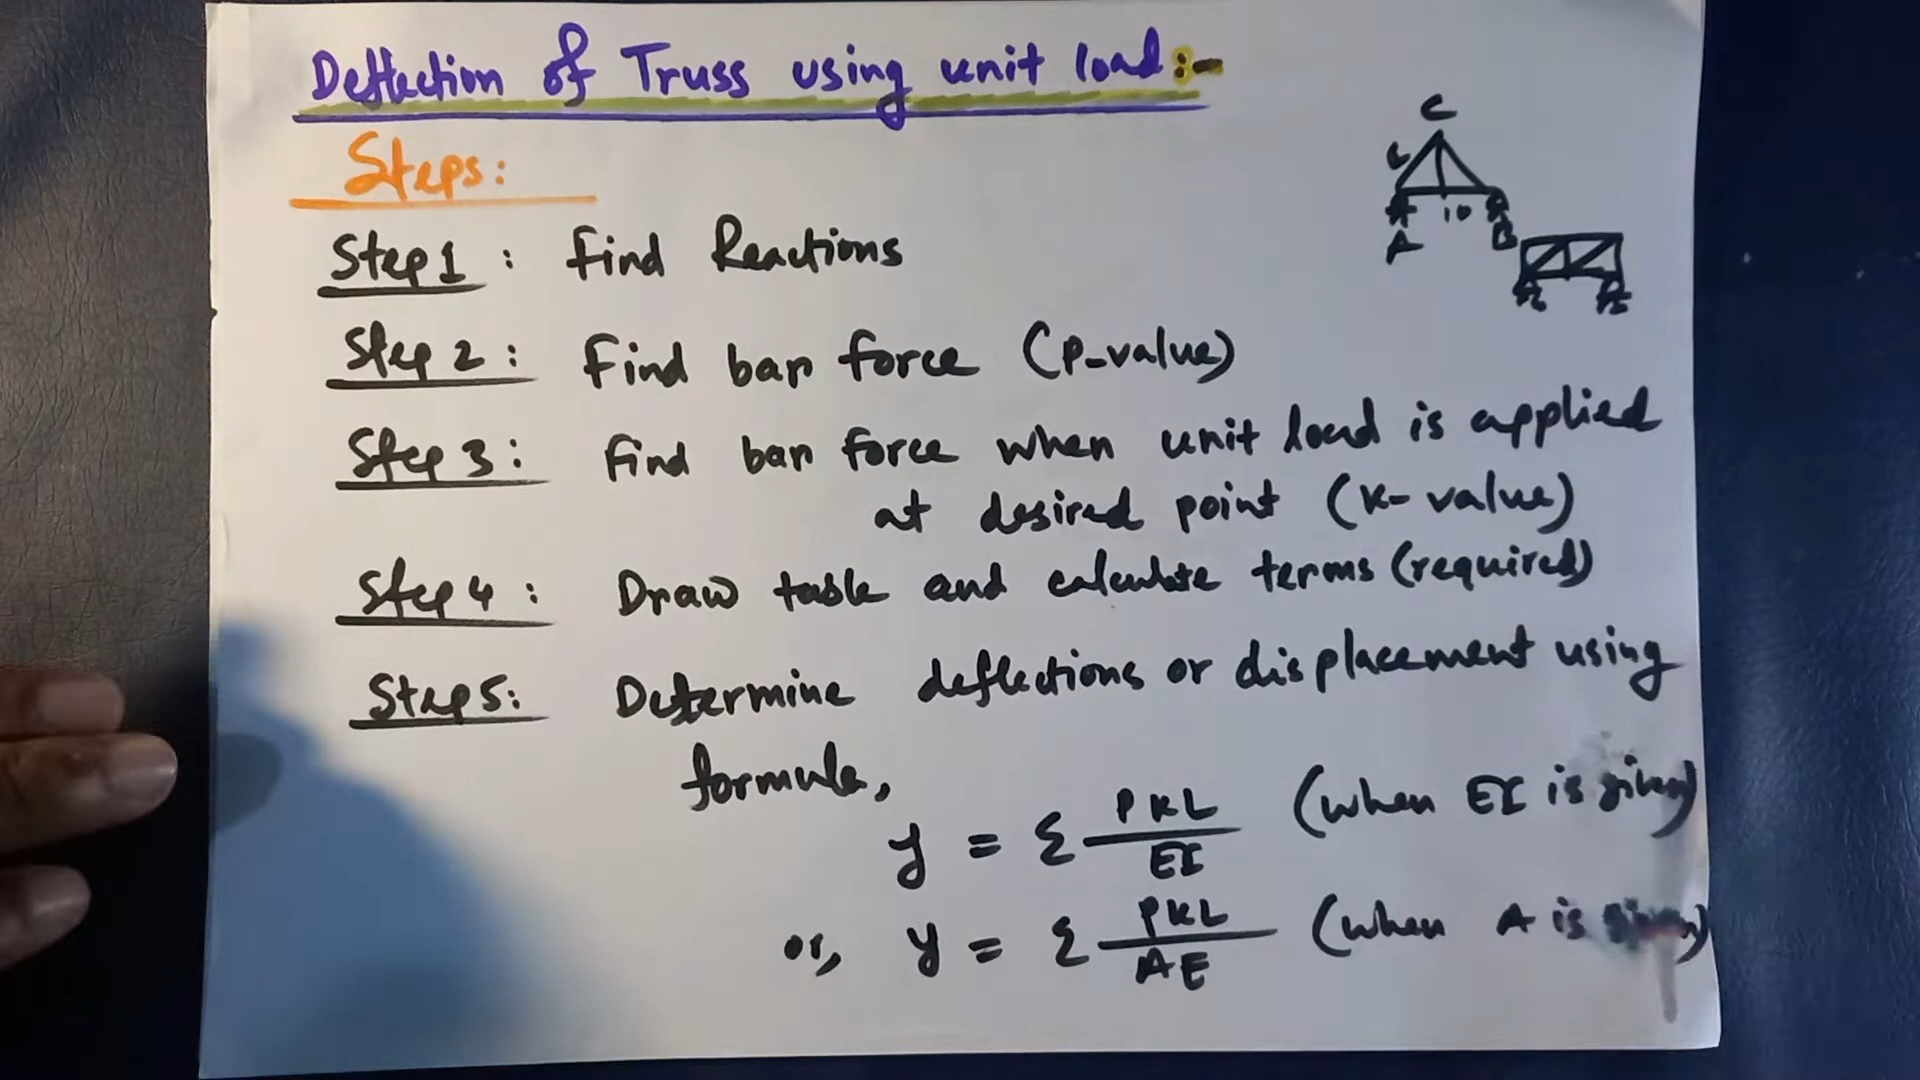 Deflection of Truss using unit load:-
Steps:
Step 1 : Find Reactions
Step 2 : Find bar force (P-value)
Step 3 : Find bar force when unit load is applied
at desired point (K-value)
Step 4 : Draw table and calculate terms (required)
Step 5: Determine deflections or displacement using
formula,
y = Σ PKL / EI (when EI is given)
or, y = Σ PKL / AE (when A is given)
C
L
10
A
B